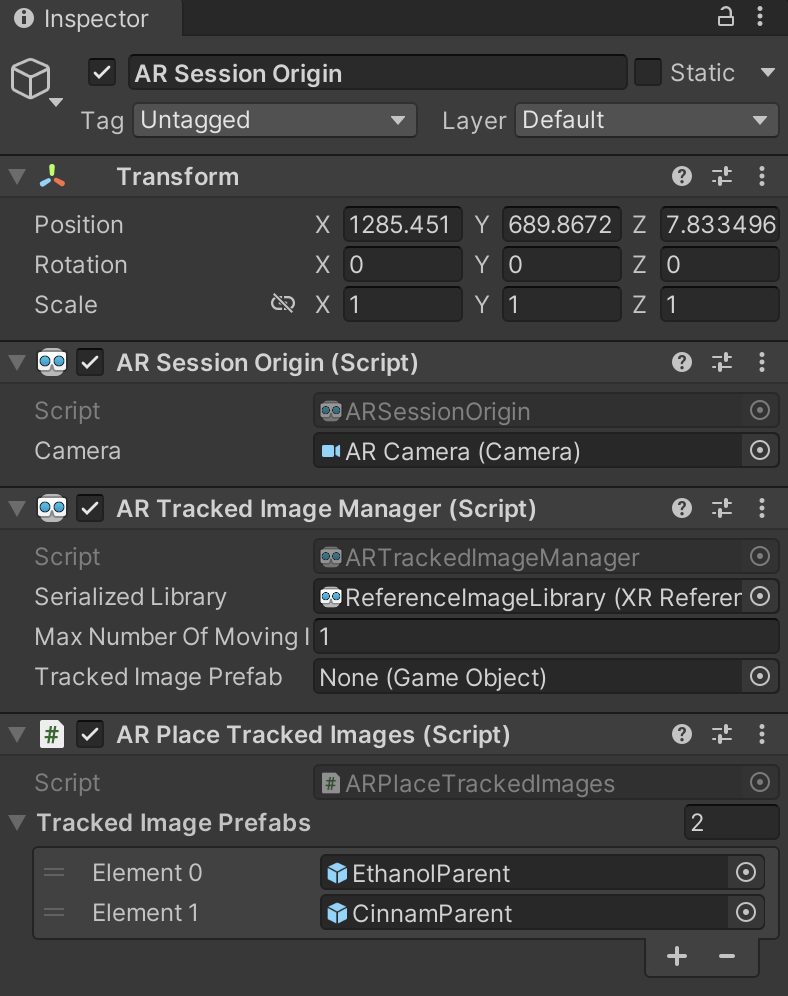 Inspector
AR Session Origin Static
Tag Untagged Layer Default
Transform
Position X 1285.451 Y 689.8672 Z 7.833496
Rotation X 0 Y 0 Z 0
Scale X 1 Y 1 Z 1
AR Session Origin (Script)
Script ARSessionOrigin
Camera AR Camera (Camera)
AR Tracked Image Manager (Script)
Script ARTrackedImageManager
Serialized Library ReferenceImageLibrary (XR Referen
Max Number Of Moving I 1
Tracked Image Prefab None (Game Object)
# AR Place Tracked Images (Script)
Script # ARPlaceTrackedImages
Tracked Image Prefabs 2
Element 0 EthanolParent
Element 1 CinnamParent
+ −